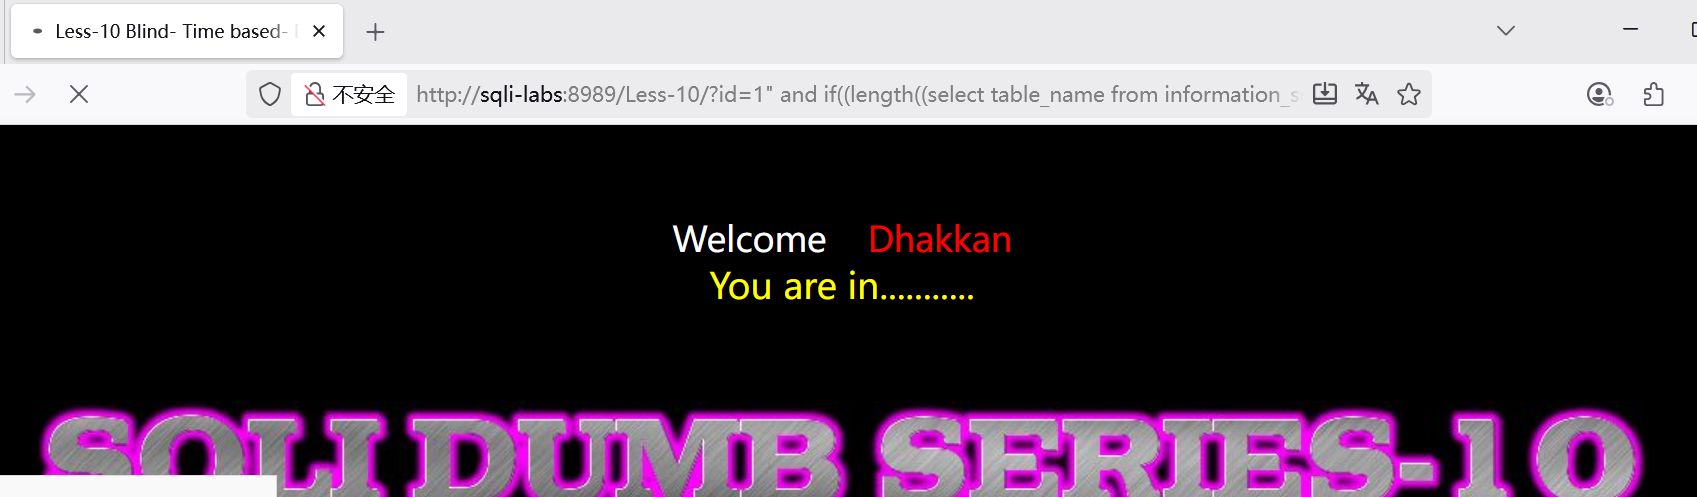 Less-10 Blind- Time based-
不安全 http://sqli-labs:8989/Less-10/?id=1" and if((length((select table_name from information_s
Welcome Dhakkan
You are in...........
SQLI DUMB SERIES-10